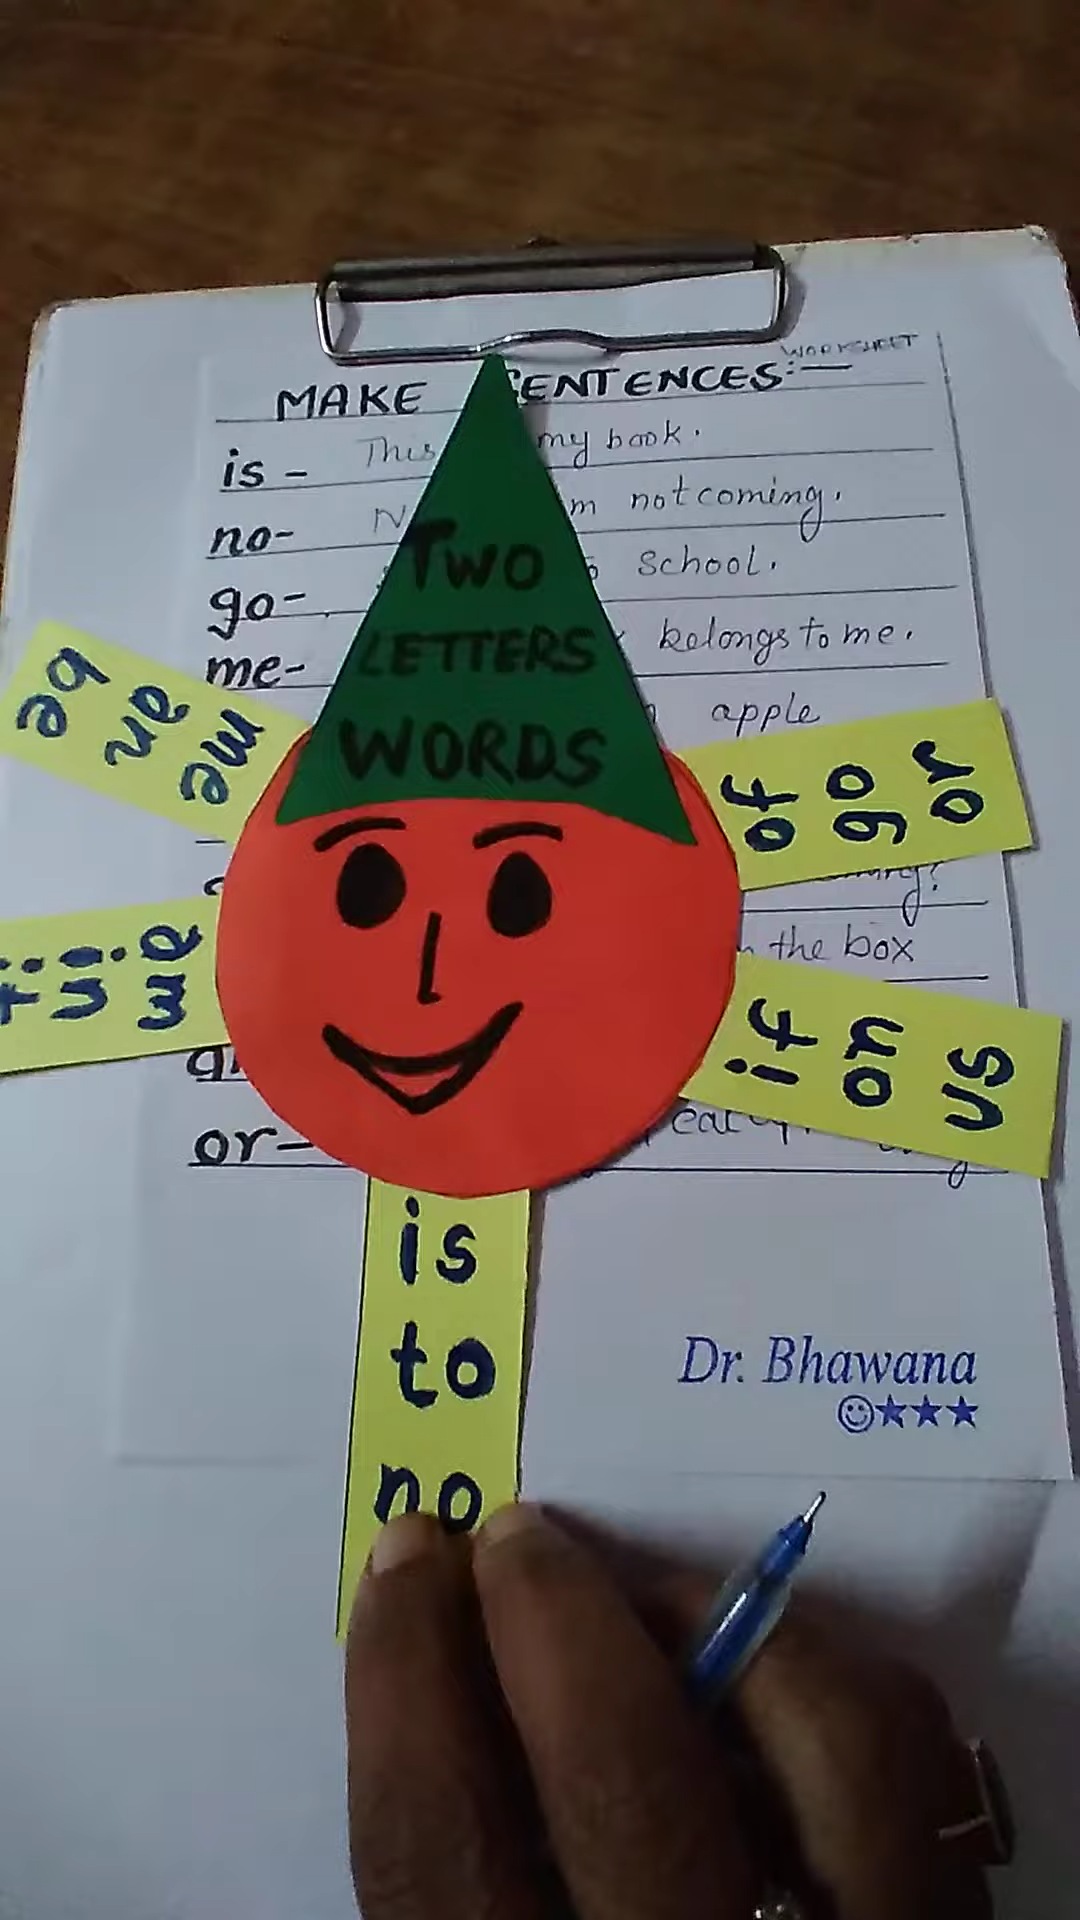 WORKSHEET
MAKE SENTENCES:-
is - This my book.
no- not coming.
go- school.
me- belongs to me.
apple
the box
or-
TWO
LETTERS
WORDS
be
an
me
in
we
of
go
or
if
on
us
is
to
no
Dr. Bhawana